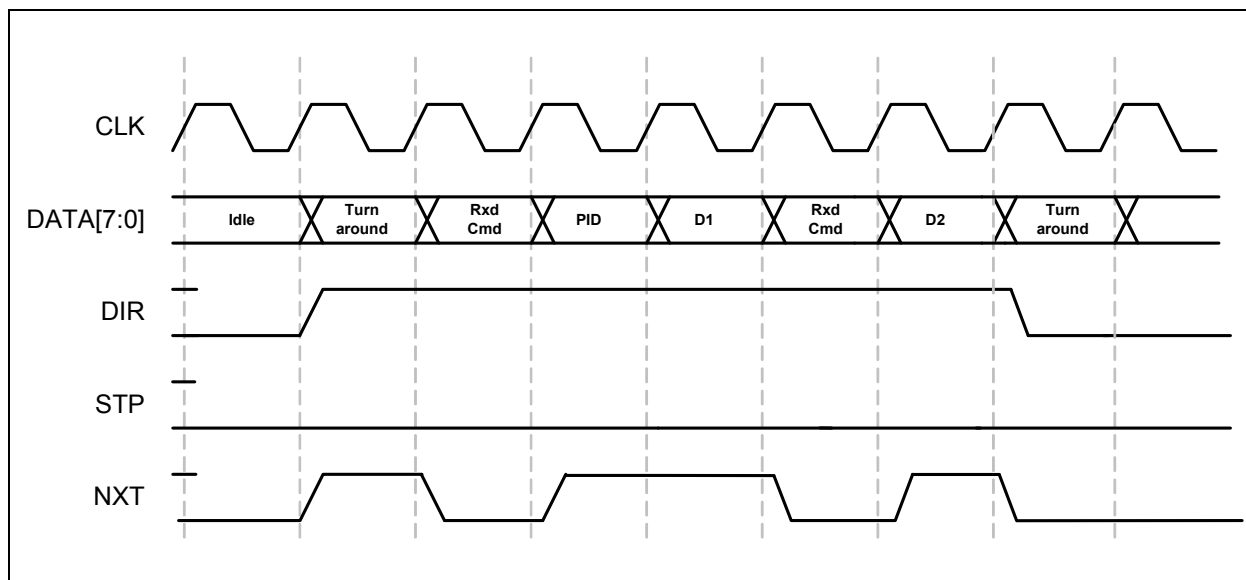 CLK
DATA[7:0]
Idle
Turn
around
Rxd
Cmd
PID
D1
Rxd
Cmd
D2
Turn
around
DIR
STP
NXT